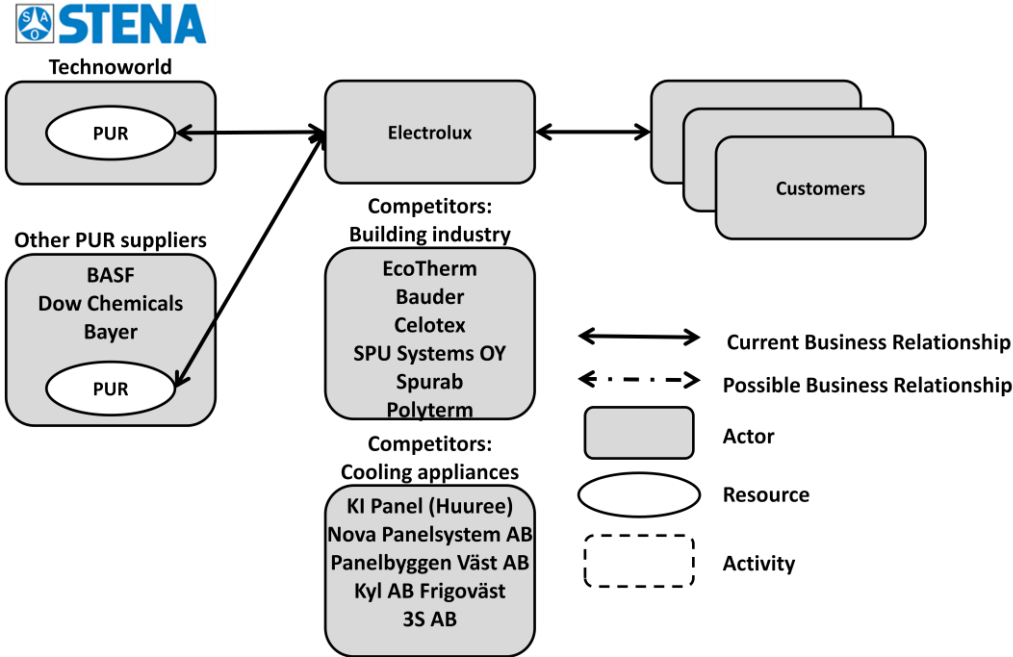 SAO
STENA
Technoworld
PUR
Electrolux
Customers
Other PUR suppliers
BASF
Dow Chemicals
Bayer
PUR
Competitors:
Building industry
EcoTherm
Bauder
Celotex
SPU Systems OY
Spurab
Polyterm
Competitors:
Cooling appliances
KI Panel (Huuree)
Nova Panelsystem AB
Panelbyggen Väst AB
Kyl AB Frigoväst
3S AB
Current Business Relationship
Possible Business Relationship
Actor
Resource
Activity